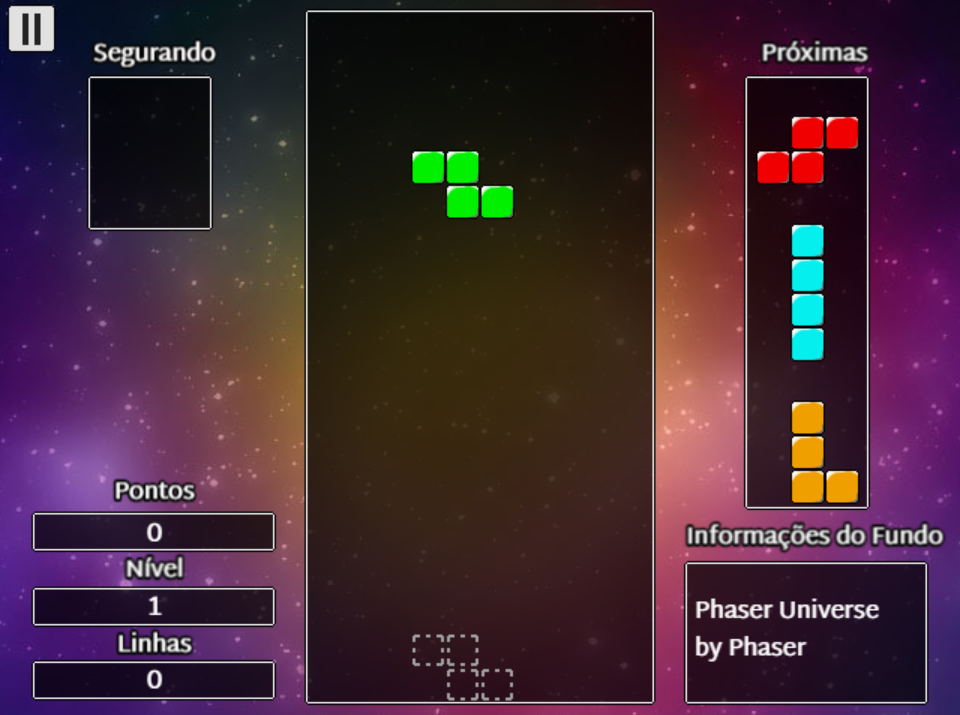 Segurando
Próximas
Pontos
0
Nível
1
Linhas
0
Informações do Fundo
Phaser Universe
by Phaser